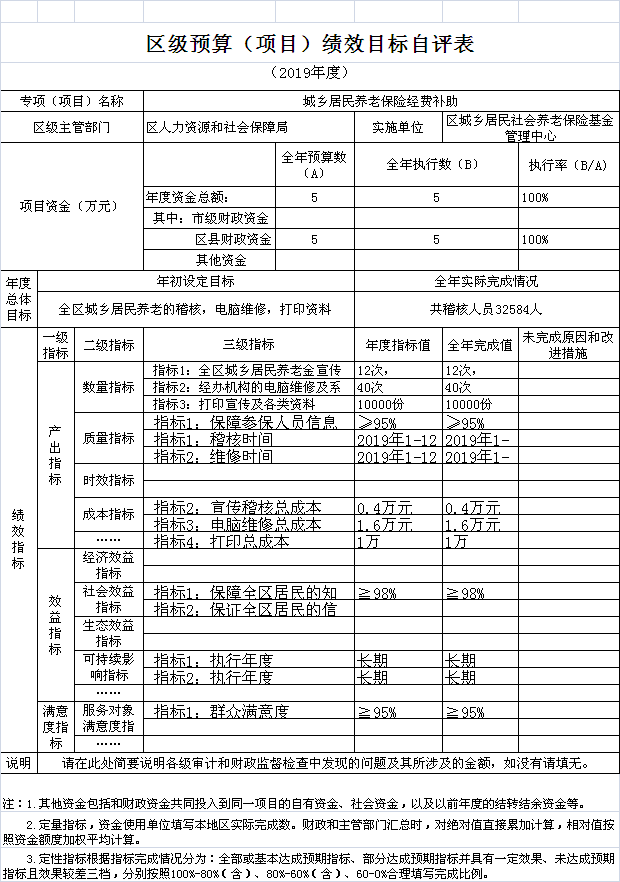 区级预算（项目）绩效目标自评表
（2019年度）
专项（项目）名称 城乡居民养老保险经费补助
区级主管部门 区人力资源和社会保障局 实施单位 区城乡居民社会养老保险基金管理中心
项目资金（万元） 全年预算数（A） 全年执行数（B） 执行率（B/A）
年度资金总额： 5 5 100%
其中：市级财政资金
区县财政资金 5 5 100%
其他资金
年度总体目标 年初设定目标 全年实际完成情况
全区城乡居民养老的稽核，电脑维修，打印资料 共稽核人员32584人
绩效指标 一级指标 二级指标 三级指标 年度指标值 全年完成值 未完成原因和改进措施
产出指标 数量指标 指标1：全区城乡居民养老金宣传 12次， 12次，
指标2：经办机构的电脑维修及系 40次 40次
指标3：打印宣传及各类资料 10000份 10000份
质量指标 指标1：保障参保人员信息 ≥95% ≥95%
指标1：稽核时间 2019年1-12 2019年1-
指标2：维修时间 2019年1-12 2019年1-
时效指标
成本指标 指标2：宣传稽核总成本 0.4万元 0.4万元
指标3：电脑维修总成本 1.6万元 1.6万元
…… 指标4：打印总成本 1万 1万
效益指标 经济效益指标
社会效益指标 指标1：保障全区居民的知 ≧98% ≧98%
指标2：保证全区居民的信
生态效益指标
可持续影响指标 指标1：执行年度 长期 长期
指标2：执行年度 长期 长期
……
满意度指标 服务对象满意度指 指标1：群众满意度 ≧95% ≧95%
……
说明 请在此处简要说明各级审计和财政监督检查中发现的问题及其所涉及的金额，如没有请填无。
注：1.其他资金包括和财政资金共同投入到同一项目的自有资金、社会资金，以及以前年度的结转结余资金等。
2.定量指标，资金使用单位填写本地区实际完成数。财政和主管部门汇总时，对绝对值直接累加计算，相对值按
照资金额度加权平均计算。
3.定性指标根据指标完成情况分为：全部或基本达成预期指标、部分达成预期指标并具有一定效果、未达成预期
指标且效果较差三档，分别按照100%-80%（含）、80%-60%（含）、60-0%合理填写完成比例。